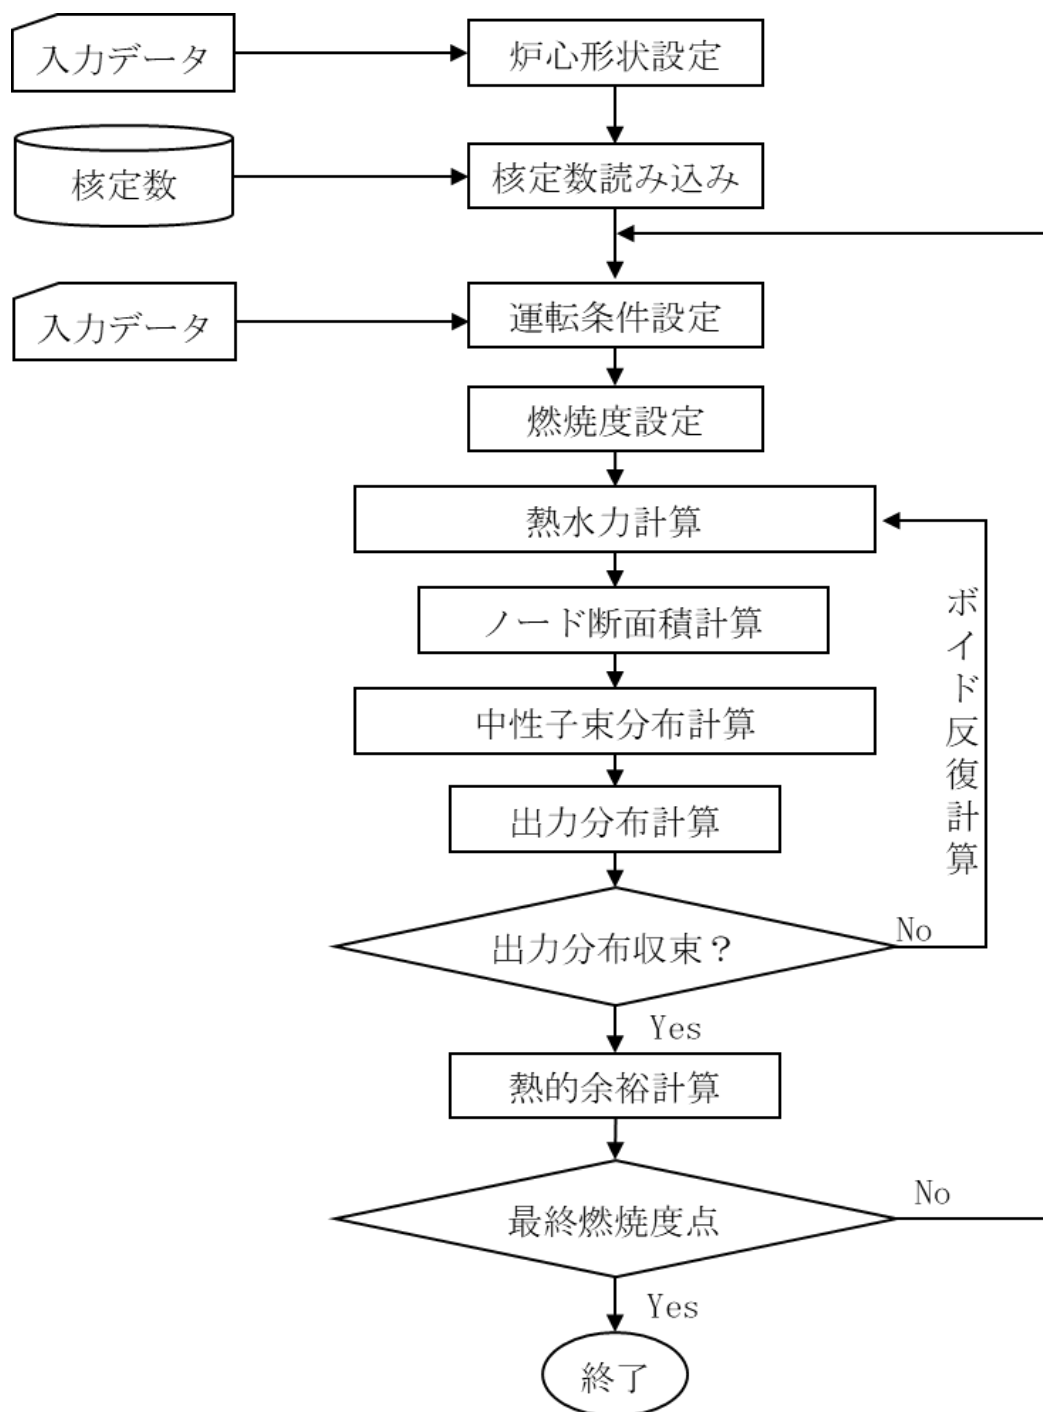 入力データ
炉心形状設定
核定数
核定数読み込み
入力データ
運転条件設定
燃焼度設定
熱水力計算
ノード断面積計算
中性子束分布計算
出力分布計算
ボイド反復計算
出力分布収束？
No
Yes
熱的余裕計算
最終燃焼度点
No
Yes
終了